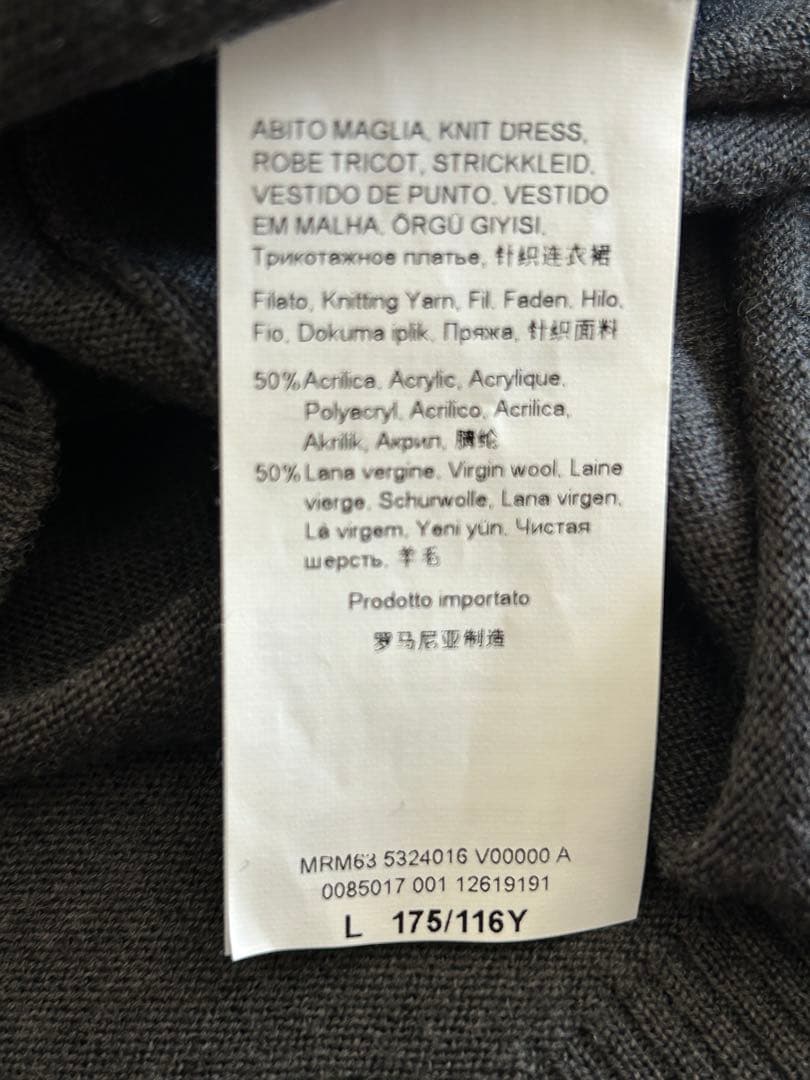 ABITO MAGLIA, KNIT DRESS,
ROBE TRICOT, STRICKKLEID,
VESTIDO DE PUNTO, VESTIDO
EM MALHA, ÖRGÜ GIYISI,
Трикотажное платье, 针织连衣裙
Filato, Knitting Yarn, Fil, Faden, Hilo,
Fio, Dokuma iplik, Пряжа, 针织面料
50% Acrilica, Acrylic, Acrylique,
Polyacryl, Acrilico, Acrilica,
Akrilik, Акрил, 腈纶
50% Lana vergine, Virgin wool, Laine
vierge, Schurwolle, Lana virgen,
Lã virgem, Yeni yün, Чистая
шерсть, 羊毛
Prodotto importato
罗马尼亚制造
MRM63 5324016 V00000 A
0085017 001 12619191
L 175/116Y